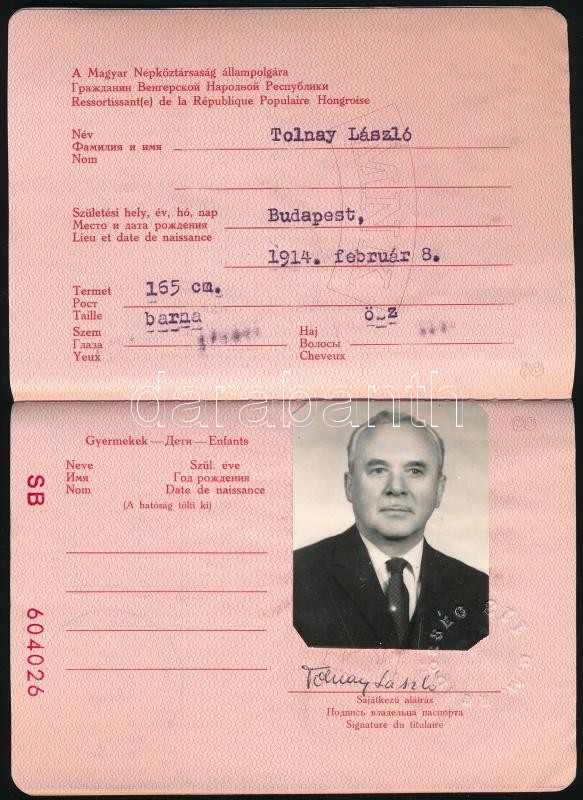 A Magyar Népköztársaság állampolgára
Гражданин Венгерской Народной Республики
Ressortissant(e) de la République Populaire Hongroise
Név Tolnay László
Фамилия и имя
Nom
Születési hely, év, hó, nap Budapest,
Место и дата рождения
Lieu et date de naissance 1914. február 8.
Termet 165 cm.
Рост
Taille barna ő_z
Szem Haj
Глаза Волосы
Yeux Cheveux
darabanth
Gyermekek—Дети—Enfants
Neve Szül. éve
Имя Год рождения
Nom Date de naissance
(A hatóság tölti ki)
SB 604026
Tolnay László
Sajátkezű aláírás
Подпись владельца паспорта
Signature du titulaire